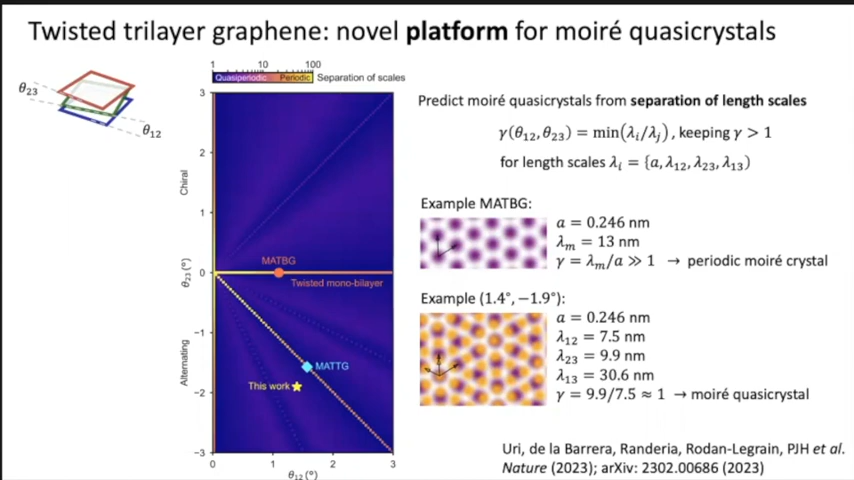 Twisted trilayer graphene: novel platform for moiré quasicrystals
θ₂₃
θ₁₂
1 10 100
Quasiperiodic Periodic Separation of scales
3
2
1
0
−1
−2
−3
Chiral
θ₂₃(°)
Alternating
MATBG
Twisted mono-bilayer
MATTG
This work
0 1 2 3
θ₁₂(°)
Predict moiré quasicrystals from separation of length scales
γ(θ₁₂,θ₂₃) = min(λᵢ/λⱼ), keeping γ > 1
for length scales λᵢ = {a, λ₁₂, λ₂₃, λ₁₃)
Example MATBG:
a = 0.246 nm
λₘ = 13 nm
γ = λₘ/a ≫ 1 → periodic moiré crystal
Example (1.4°, −1.9°):
a = 0.246 nm
λ₁₂ = 7.5 nm
λ₂₃ = 9.9 nm
λ₁₃ = 30.6 nm
γ = 9.9/7.5 ≈ 1 → moiré quasicrystal
Uri, de la Barrera, Randeria, Rodan-Legrain, PJH et al.
Nature (2023); arXiv: 2302.00686 (2023)